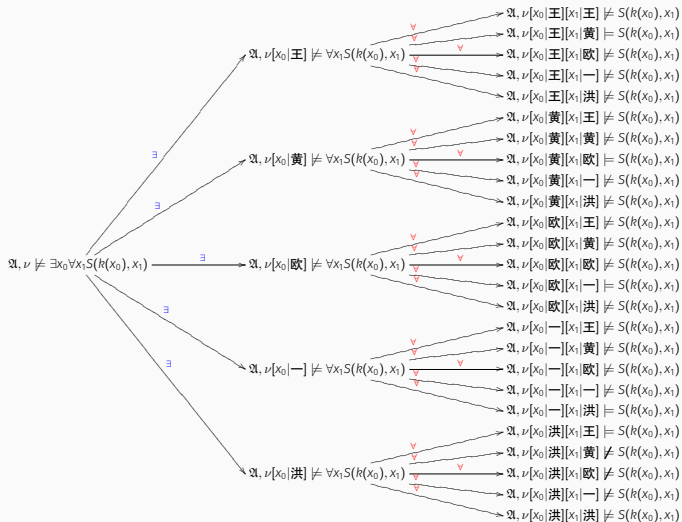 𝔄, ν ⊭ ∃x₀∀x₁S(k(x₀), x₁)
∃
∃
∃
∃
∃
𝔄, ν[x₀|王] ⊭ ∀x₁S(k(x₀), x₁)
∀
∀
∀
∀
∀
𝔄, ν[x₀|王][x₁|王] ⊭ S(k(x₀), x₁)
𝔄, ν[x₀|王][x₁|黄] ⊨ S(k(x₀), x₁)
𝔄, ν[x₀|王][x₁|欧] ⊭ S(k(x₀), x₁)
𝔄, ν[x₀|王][x₁|一] ⊭ S(k(x₀), x₁)
𝔄, ν[x₀|王][x₁|洪] ⊭ S(k(x₀), x₁)
𝔄, ν[x₀|黄] ⊭ ∀x₁S(k(x₀), x₁)
∀
∀
∀
∀
∀
𝔄, ν[x₀|黄][x₁|王] ⊭ S(k(x₀), x₁)
𝔄, ν[x₀|黄][x₁|黄] ⊭ S(k(x₀), x₁)
𝔄, ν[x₀|黄][x₁|欧] ⊨ S(k(x₀), x₁)
𝔄, ν[x₀|黄][x₁|一] ⊭ S(k(x₀), x₁)
𝔄, ν[x₀|黄][x₁|洪] ⊭ S(k(x₀), x₁)
𝔄, ν[x₀|欧] ⊭ ∀x₁S(k(x₀), x₁)
∀
∀
∀
∀
∀
𝔄, ν[x₀|欧][x₁|王] ⊭ S(k(x₀), x₁)
𝔄, ν[x₀|欧][x₁|黄] ⊭ S(k(x₀), x₁)
𝔄, ν[x₀|欧][x₁|欧] ⊭ S(k(x₀), x₁)
𝔄, ν[x₀|欧][x₁|一] ⊨ S(k(x₀), x₁)
𝔄, ν[x₀|欧][x₁|洪] ⊭ S(k(x₀), x₁)
𝔄, ν[x₀|一] ⊭ ∀x₁S(k(x₀), x₁)
∀
∀
∀
∀
∀
𝔄, ν[x₀|一][x₁|王] ⊭ S(k(x₀), x₁)
𝔄, ν[x₀|一][x₁|黄] ⊭ S(k(x₀), x₁)
𝔄, ν[x₀|一][x₁|欧] ⊭ S(k(x₀), x₁)
𝔄, ν[x₀|一][x₁|一] ⊭ S(k(x₀), x₁)
𝔄, ν[x₀|一][x₁|洪] ⊨ S(k(x₀), x₁)
𝔄, ν[x₀|洪] ⊭ ∀x₁S(k(x₀), x₁)
∀
∀
∀
∀
∀
𝔄, ν[x₀|洪][x₁|王] ⊨ S(k(x₀), x₁)
𝔄, ν[x₀|洪][x₁|黄] ⊭ S(k(x₀), x₁)
𝔄, ν[x₀|洪][x₁|欧] ⊭ S(k(x₀), x₁)
𝔄, ν[x₀|洪][x₁|一] ⊭ S(k(x₀), x₁)
𝔄, ν[x₀|洪][x₁|洪] ⊭ S(k(x₀), x₁)